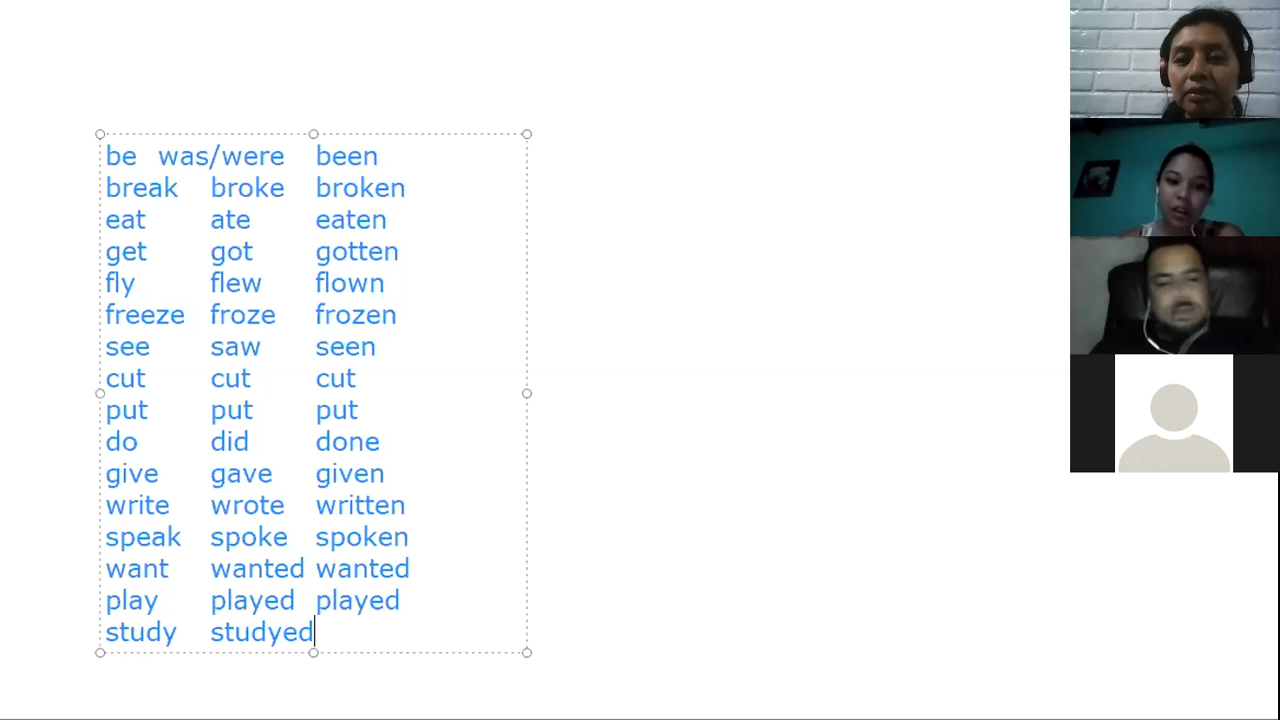 be was/were been
break broke broken
eat ate eaten
get got gotten
fly flew flown
freeze froze frozen
see saw seen
cut cut cut
put put put
do did done
give gave given
write wrote written
speak spoke spoken
want wanted wanted
play played played
study studyed